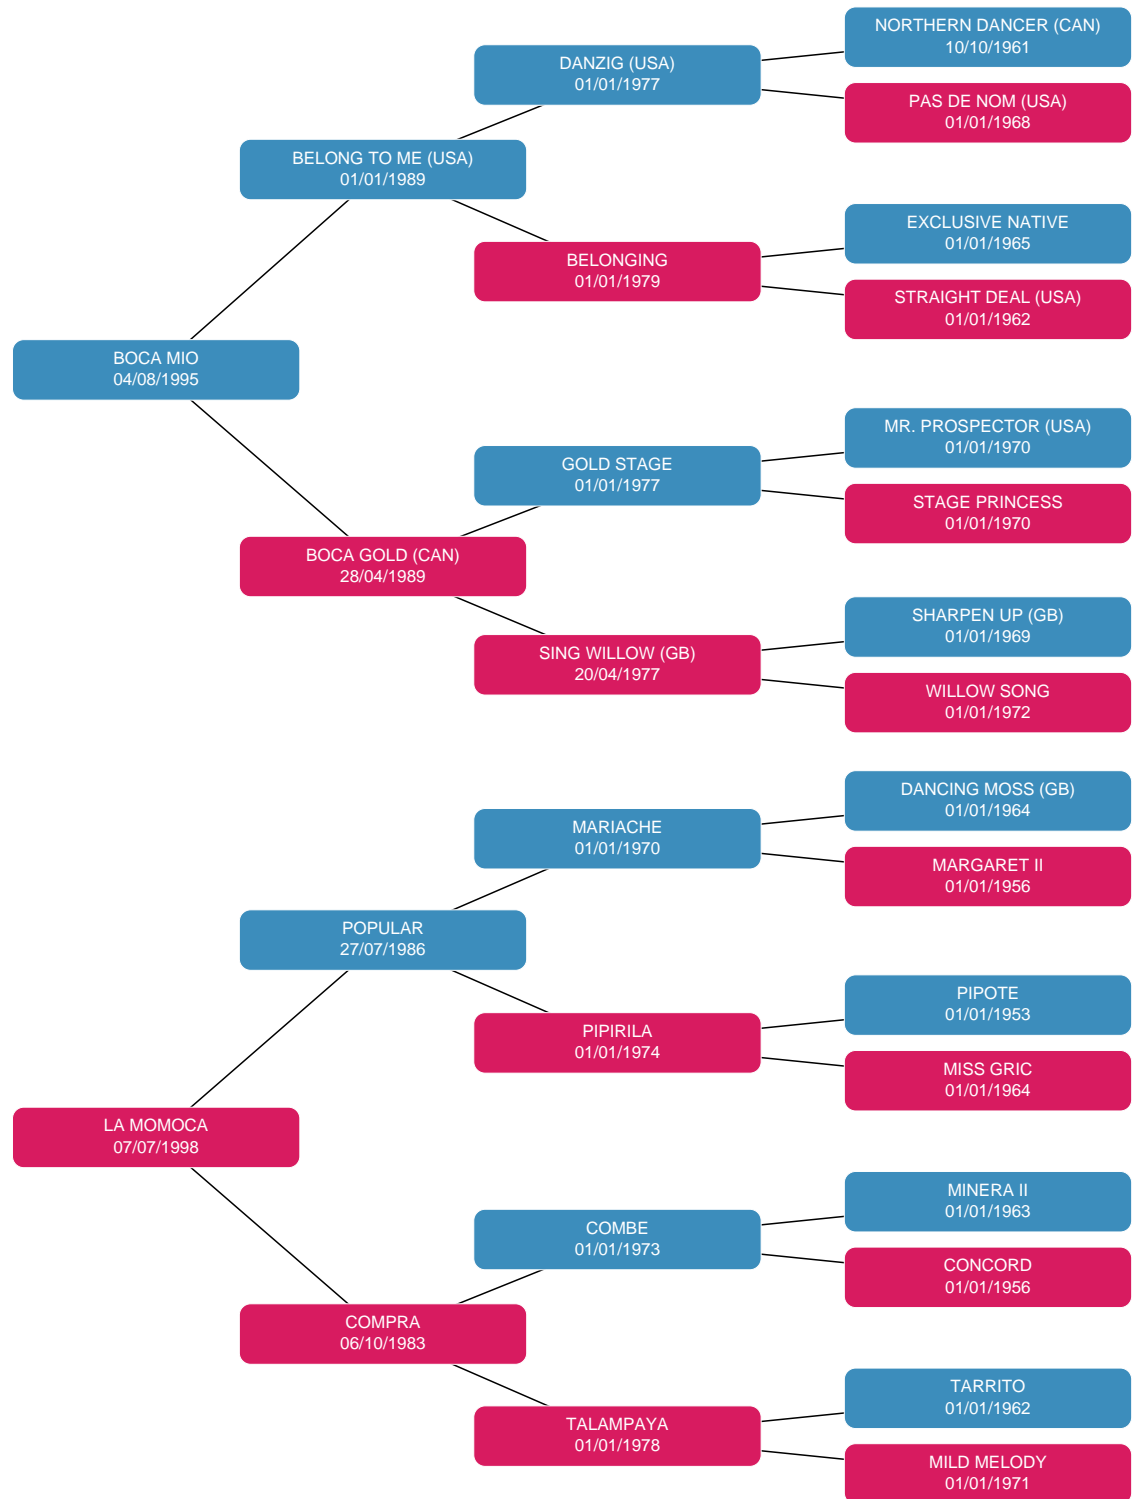 NORTHERN DANCER (CAN)
10/10/1961
DANZIG (USA)
01/01/1977
PAS DE NOM (USA)
01/01/1968
BELONG TO ME (USA)
01/01/1989
EXCLUSIVE NATIVE
01/01/1965
BELONGING
01/01/1979
STRAIGHT DEAL (USA)
01/01/1962
BOCA MIO
04/08/1995
MR. PROSPECTOR (USA)
01/01/1970
GOLD STAGE
01/01/1977
STAGE PRINCESS
01/01/1970
BOCA GOLD (CAN)
28/04/1989
SHARPEN UP (GB)
01/01/1969
SING WILLOW (GB)
20/04/1977
WILLOW SONG
01/01/1972
DANCING MOSS (GB)
01/01/1964
MARIACHE
01/01/1970
MARGARET II
01/01/1956
POPULAR
27/07/1986
PIPOTE
01/01/1953
PIPIRILA
01/01/1974
MISS GRIC
01/01/1964
LA MOMOCA
07/07/1998
MINERA II
01/01/1963
COMBE
01/01/1973
CONCORD
01/01/1956
COMPRA
06/10/1983
TARRITO
01/01/1962
TALAMPAYA
01/01/1978
MILD MELODY
01/01/1971